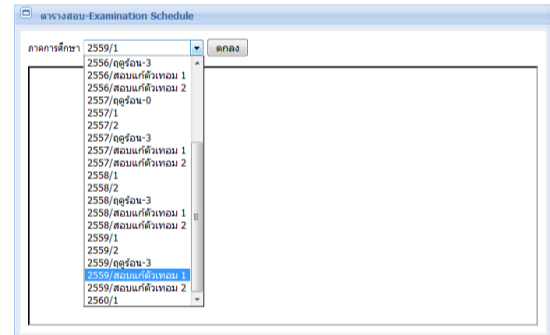 ตารางสอบ-Examination Schedule
ภาคการศึกษา 2559/1 ตกลง
2556/ฤดูร้อน-3
2556/สอบแก้ตัวเทอม 1
2556/สอบแก้ตัวเทอม 2
2557/ฤดูร้อน-0
2557/1
2557/2
2557/ฤดูร้อน-3
2557/สอบแก้ตัวเทอม 1
2557/สอบแก้ตัวเทอม 2
2558/1
2558/2
2558/ฤดูร้อน-3
2558/สอบแก้ตัวเทอม 1
2558/สอบแก้ตัวเทอม 2
2559/1
2559/2
2559/ฤดูร้อน-3
2559/สอบแก้ตัวเทอม 1
2559/สอบแก้ตัวเทอม 2
2560/1